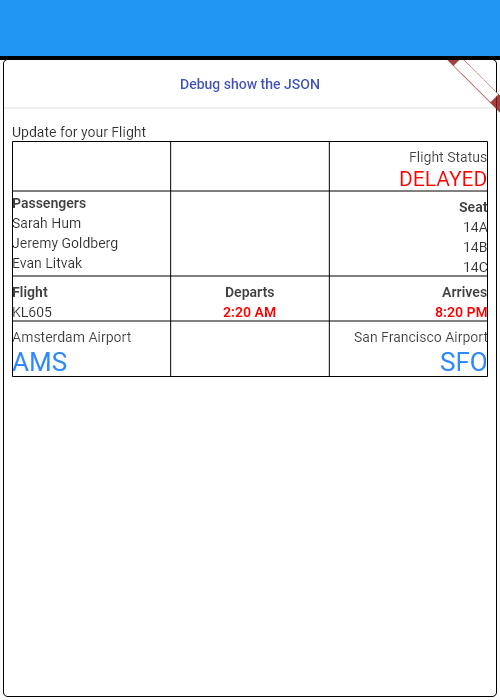 Debug show the JSON
Update for your Flight
Flight Status
DELAYED
Passengers
Seat
Sarah Hum
14A
Jeremy Goldberg
14B
Evan Litvak
14C
Flight Departs Arrives
KL605 2:20 AM 8:20 PM
Amsterdam Airport San Francisco Airport
AMS SFO